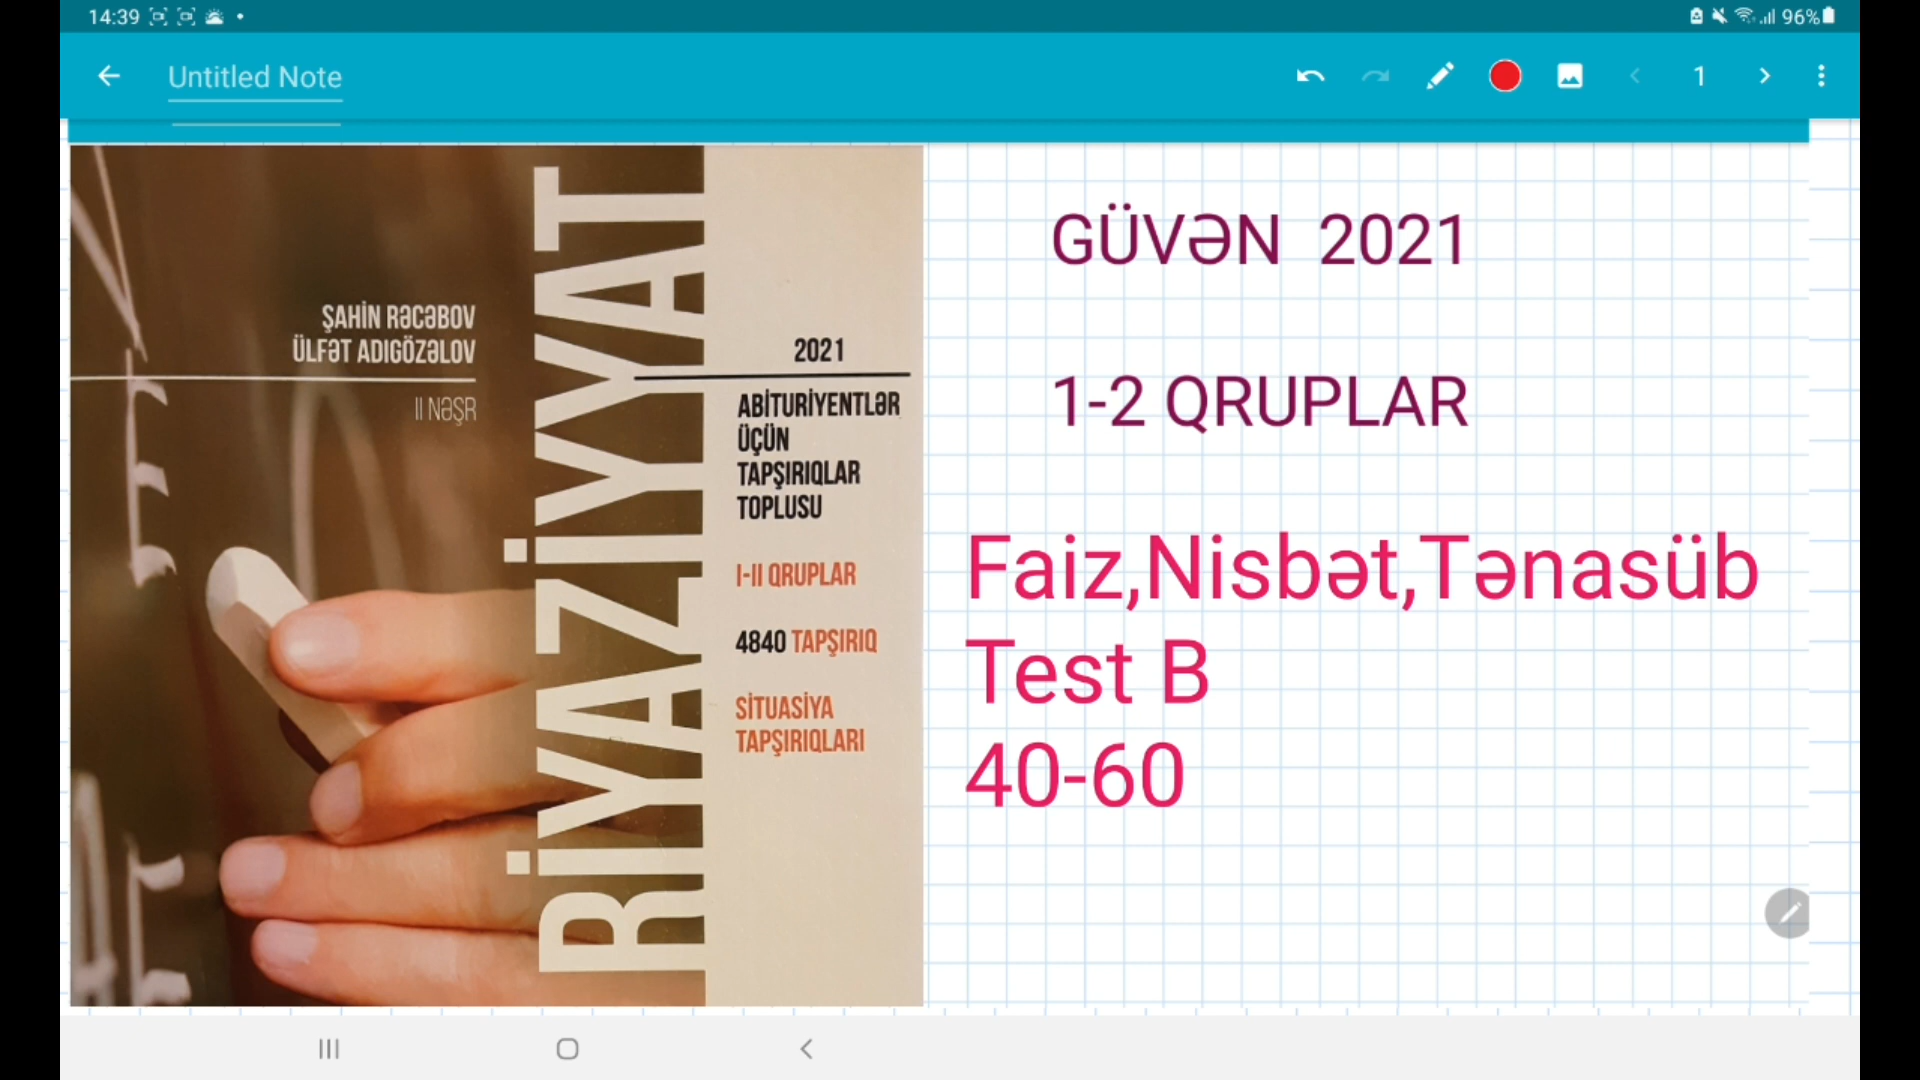 14:39
96%
Untitled Note
1
ŞAHİN RƏCƏBOV
ÜLFƏT ADIGÖZƏLOV
II NƏŞR
RİYAZİYYAT
2021
ABİTURİYENTLƏR
ÜÇÜN
TAPŞIRIQLAR
TOPLUSU
I-II QRUPLAR
4840 TAPŞIRIQ
SİTUASİYA
TAPŞIRIQLARI
GÜVƏN 2021
1-2 QRUPLAR
Faiz,Nisbət,Tənasüb
Test B
40-60